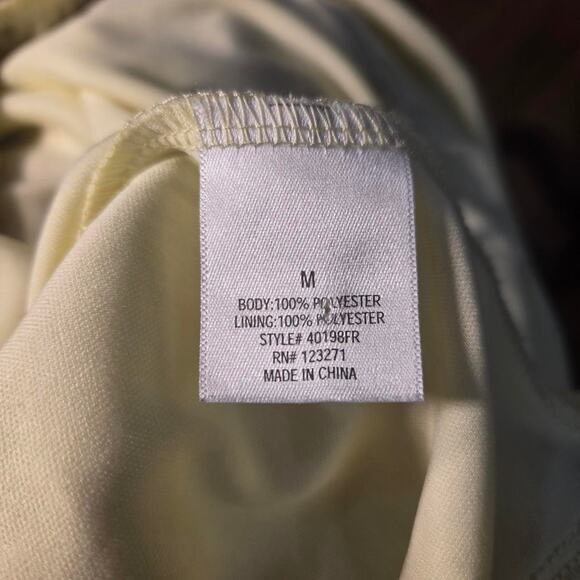 M
BODY:100% POLYESTER
LINING:100% POLYESTER
STYLE# 40198FR
RN# 123271
MADE IN CHINA